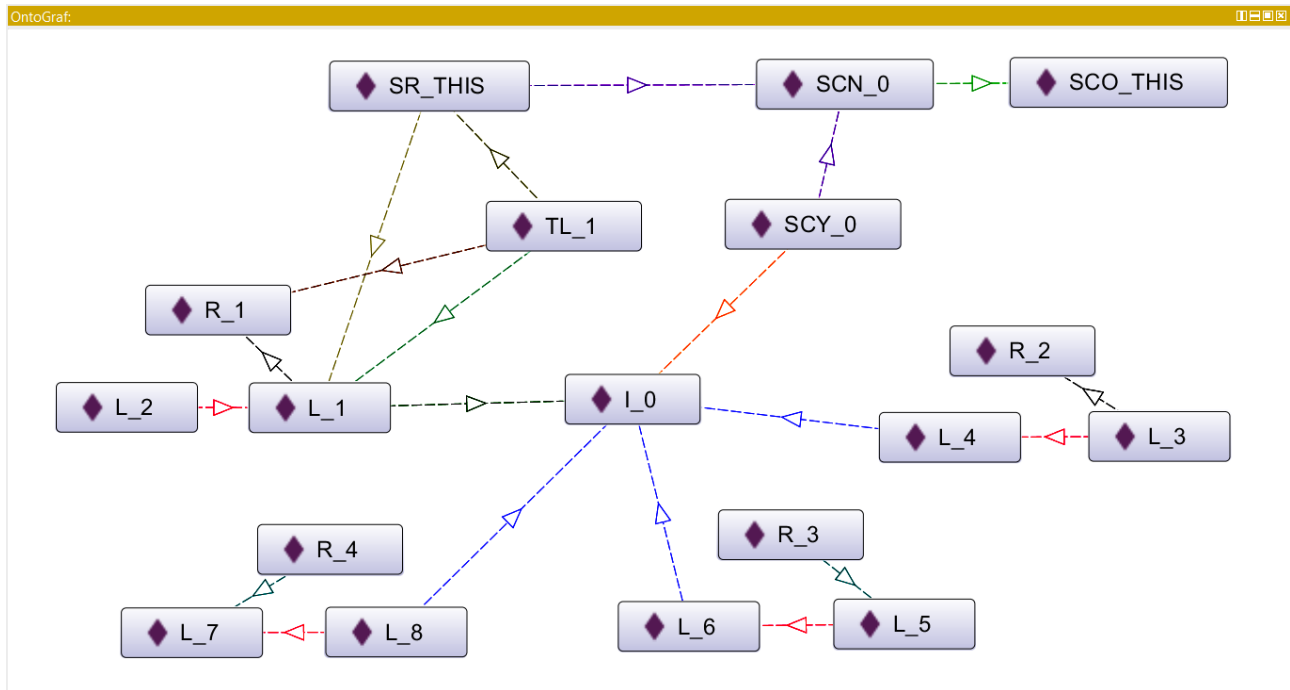 OntoGraf:
SR_THIS
SCN_0
SCO_THIS
TL_1
SCY_0
R_1
R_2
L_2
L_1
I_0
L_4
L_3
R_4
R_3
L_7
L_8
L_6
L_5